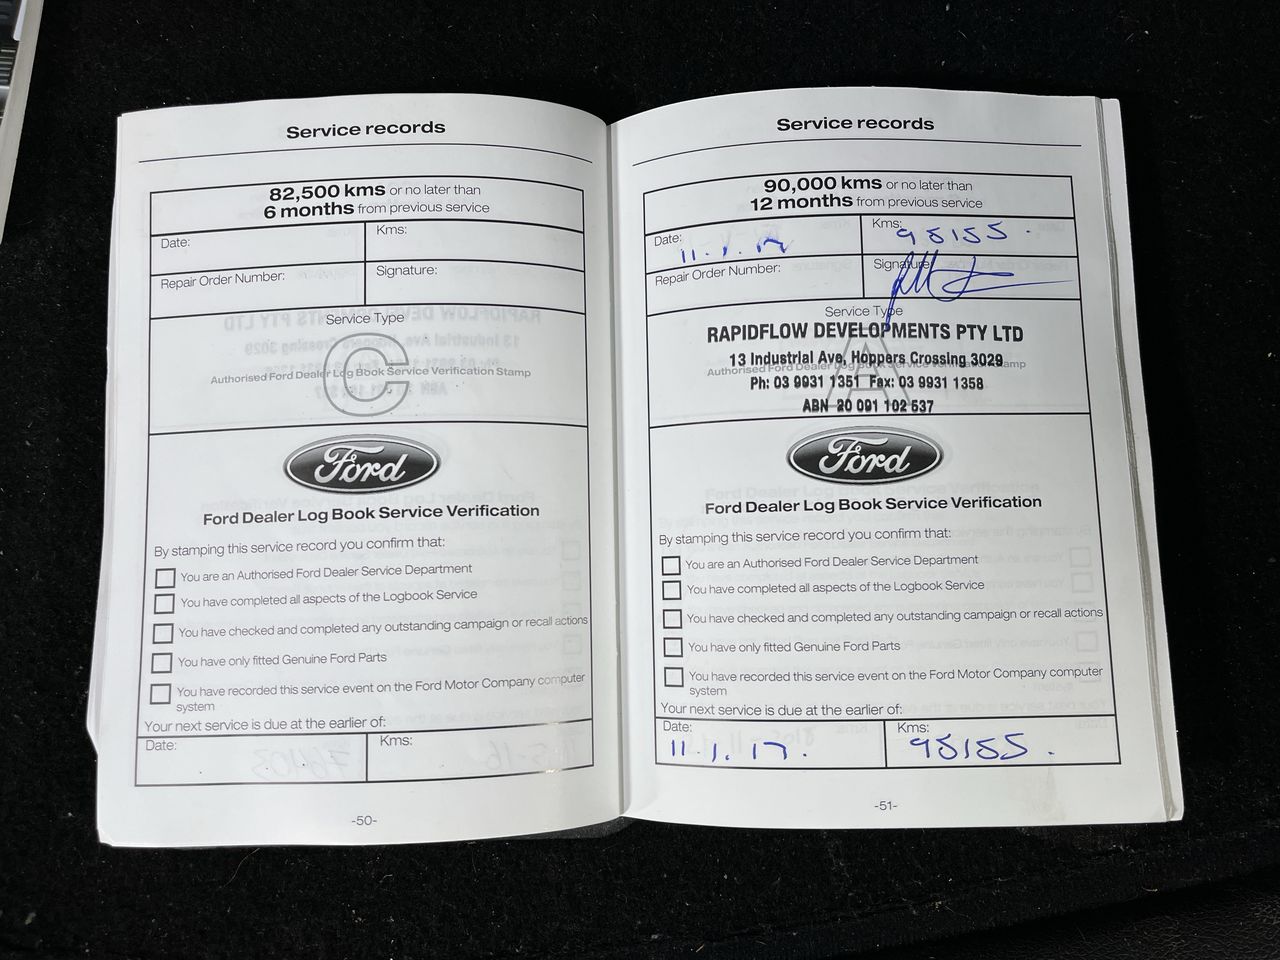 Service records
82,500 kms or no later than
6 months from previous service
Date:
Kms:
Repair Order Number:
Signature:
Service Type
C
Authorised Ford Dealer Log Book Service Verification Stamp
Ford
Ford Dealer Log Book Service Verification
By stamping this service record you confirm that:
You are an Authorised Ford Dealer Service Department
You have completed all aspects of the Logbook Service
You have checked and completed any outstanding campaign or recall actions
You have only fitted Genuine Ford Parts
You have recorded this service event on the Ford Motor Company computer
system
Your next service is due at the earlier of:
Date:
Kms:
-50-
Service records
90,000 kms or no later than
12 months from previous service
Date: 11.1.17
Kms: 95155.
Repair Order Number:
Signature:
Service Type
RAPIDFLOW DEVELOPMENTS PTY LTD
13 Industrial Ave, Hoppers Crossing 3029
A
Authorised Ford Dealer Log Book Service Verification Stamp
Ph: 03 9931 1351 Fax: 03 9931 1358
ABN 20 091 102 537
Ford
Ford Dealer Log Book Service Verification
By stamping this service record you confirm that:
You are an Authorised Ford Dealer Service Department
You have completed all aspects of the Logbook Service
You have checked and completed any outstanding campaign or recall actions
You have only fitted Genuine Ford Parts
You have recorded this service event on the Ford Motor Company computer
system
Your next service is due at the earlier of:
Date: 11.1.17.
Kms: 95155.
-51-